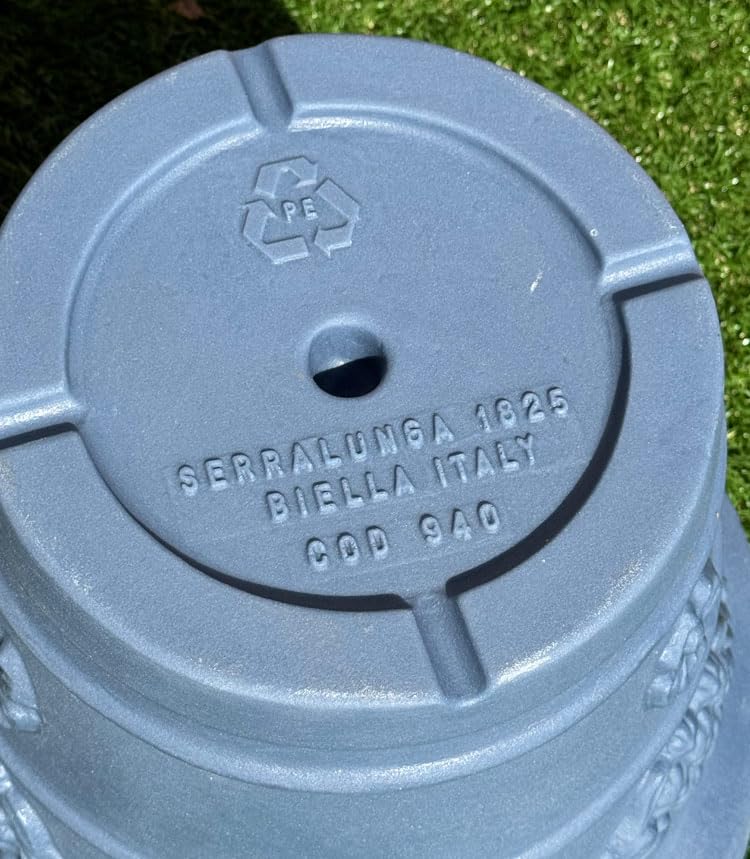 PE
SERRALUNGA 1825
BIELLA ITALY
COD 940